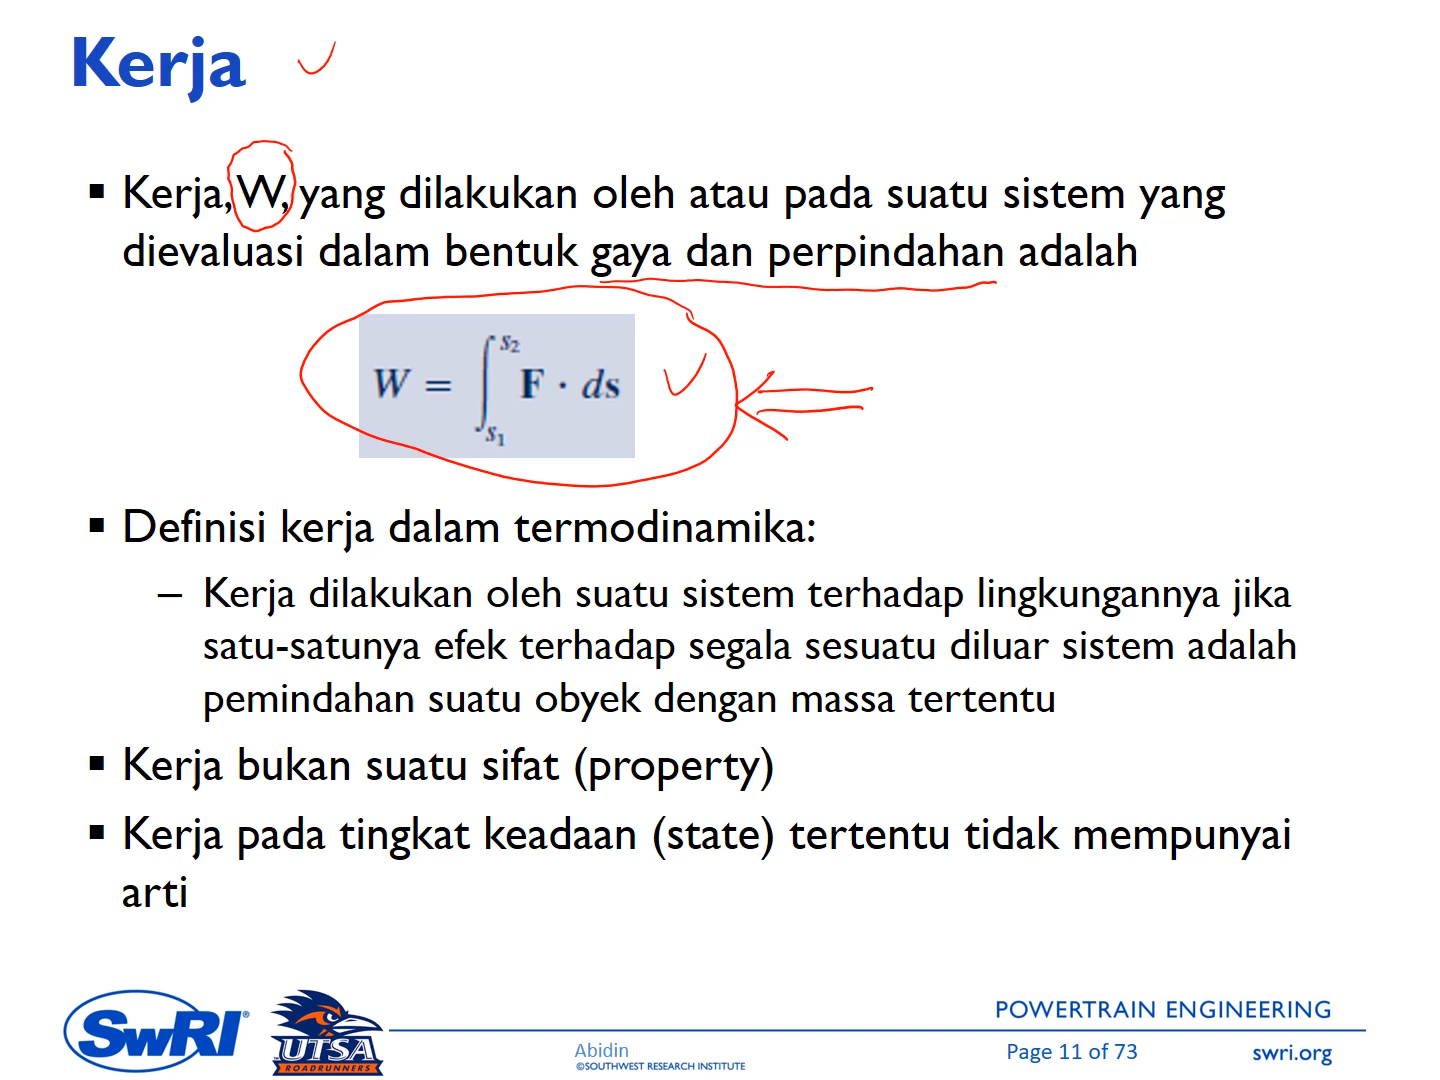 Kerja
▪ Kerja, W, yang dilakukan oleh atau pada suatu sistem yang
dievaluasi dalam bentuk gaya dan perpindahan adalah
W = ∫_{s₁}^{s₂} F · ds
▪ Definisi kerja dalam termodinamika:
– Kerja dilakukan oleh suatu sistem terhadap lingkungannya jika
satu-satunya efek terhadap segala sesuatu diluar sistem adalah
pemindahan suatu obyek dengan massa tertentu
▪ Kerja bukan suatu sifat (property)
▪ Kerja pada tingkat keadaan (state) tertentu tidak mempunyai
arti
SwRI®
UTSA
ROADRUNNERS
Abidin
©SOUTHWEST RESEARCH INSTITUTE
POWERTRAIN ENGINEERING
Page 11 of 73
swri.org